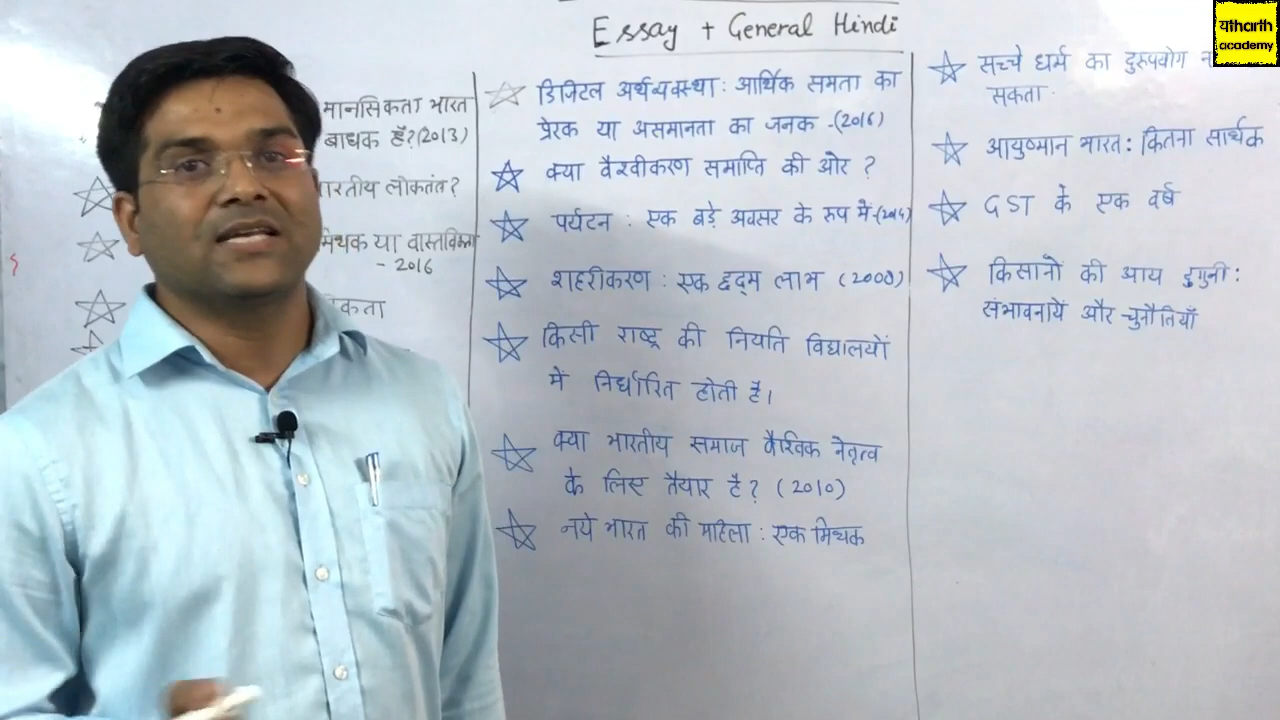 Essay + General Hindi
मानसिकता भारत
बाधक है?(2013)
भारतीय लोकतंत्र?
मिथक या वास्तविकता
- 2016
डिजिटल अर्थव्यवस्था : आर्थिक समता का
प्रेरक या असमानता का जनक -(2016)
क्या वैश्वीकरण समाप्ति की ओर ?
पर्यटन : एक बड़े अवसर के रूप में-(2014)
शहरीकरण : एक छद्म लाभ (2000)
किसी राष्ट्र की नियति विद्यालयों
में निर्धारित होती है।
क्या भारतीय समाज वैश्विक नेतृत्व
के लिए तैयार है? (2010)
नये भारत की महिला : एक मिथक
सच्चे धर्म का दुरूपयोग
सकता
आयुष्मान भारत : कितना सार्थक
GST के एक वर्ष
किसानों की आय दुगुनी :
संभावनायें और चुनौतियाँ
यथार्थ
academy